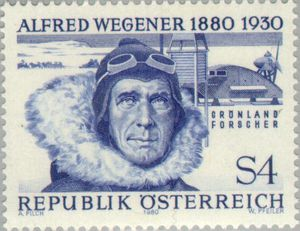 ALFRED WEGENER 1880 1930
GRÖNLAND
FORSCHER
S4
REPUBLIK ÖSTERREICH
A. PILCH 1980 W. PFEILER